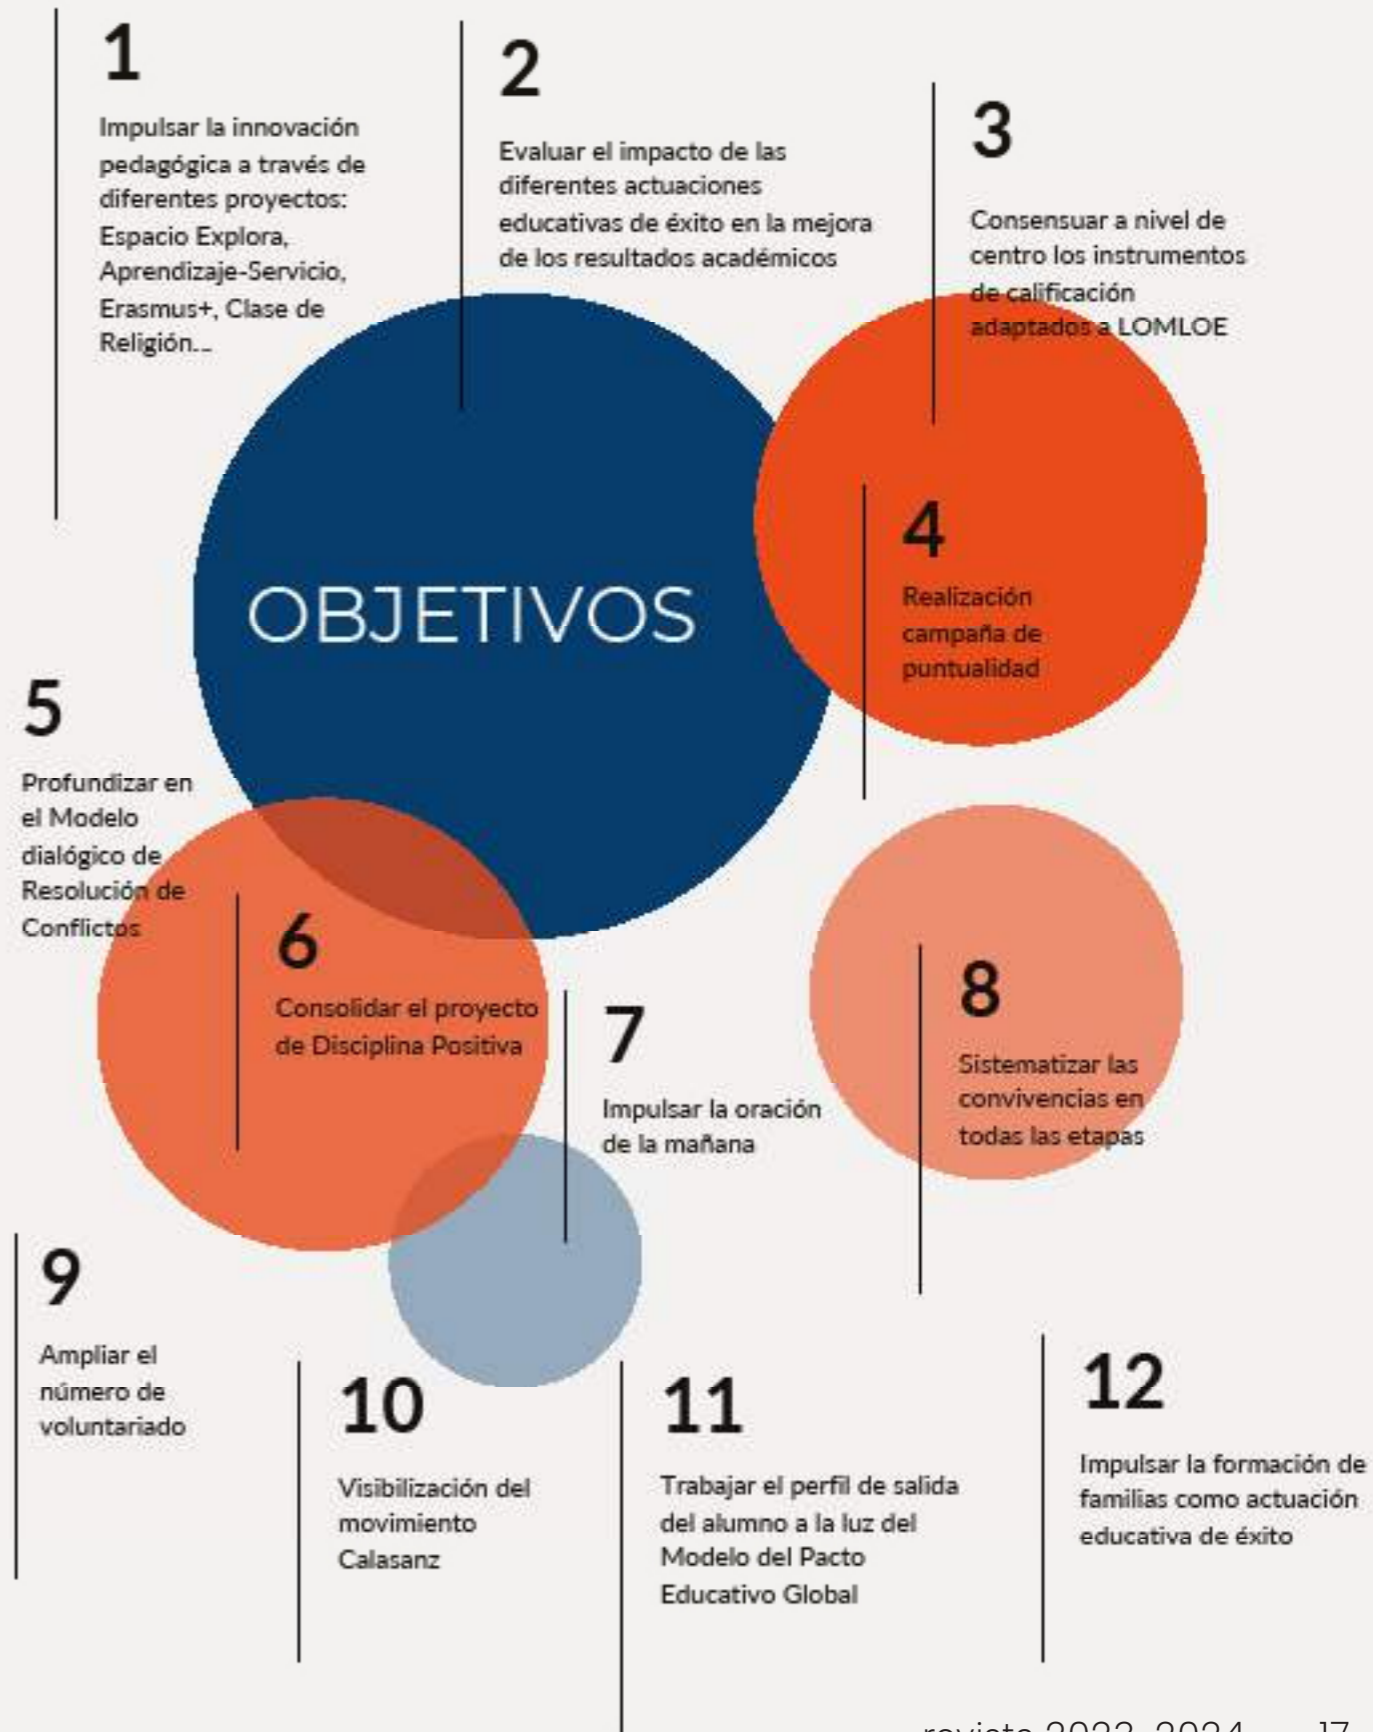 1
Impulsar la innovación
pedagógica a través de
diferentes proyectos:
Espacio Explora,
Aprendizaje-Servicio,
Erasmus+, Clase de
Religión...
2
Evaluar el impacto de las
diferentes actuaciones
educativas de éxito en la mejora
de los resultados académicos
3
Consensuar a nivel de
centro los instrumentos
de calificación
adaptados a LOMLOE
OBJETIVOS
4
Realización
campaña de
puntualidad
5
Profundizar en
el Modelo
dialógico de
Resolución de
Conflictos
6
Consolidar el proyecto
de Disciplina Positiva
7
Impulsar la oración
de la mañana
8
Sistematizar las
convivencias en
todas las etapas
9
Ampliar el
número de
voluntariado
10
Visibilización del
movimiento
Calasanz
11
Trabajar el perfil de salida
del alumno a la luz del
Modelo del Pacto
Educativo Global
12
Impulsar la formación de
familias como actuación
educativa de éxito
revista 2023-2024 17